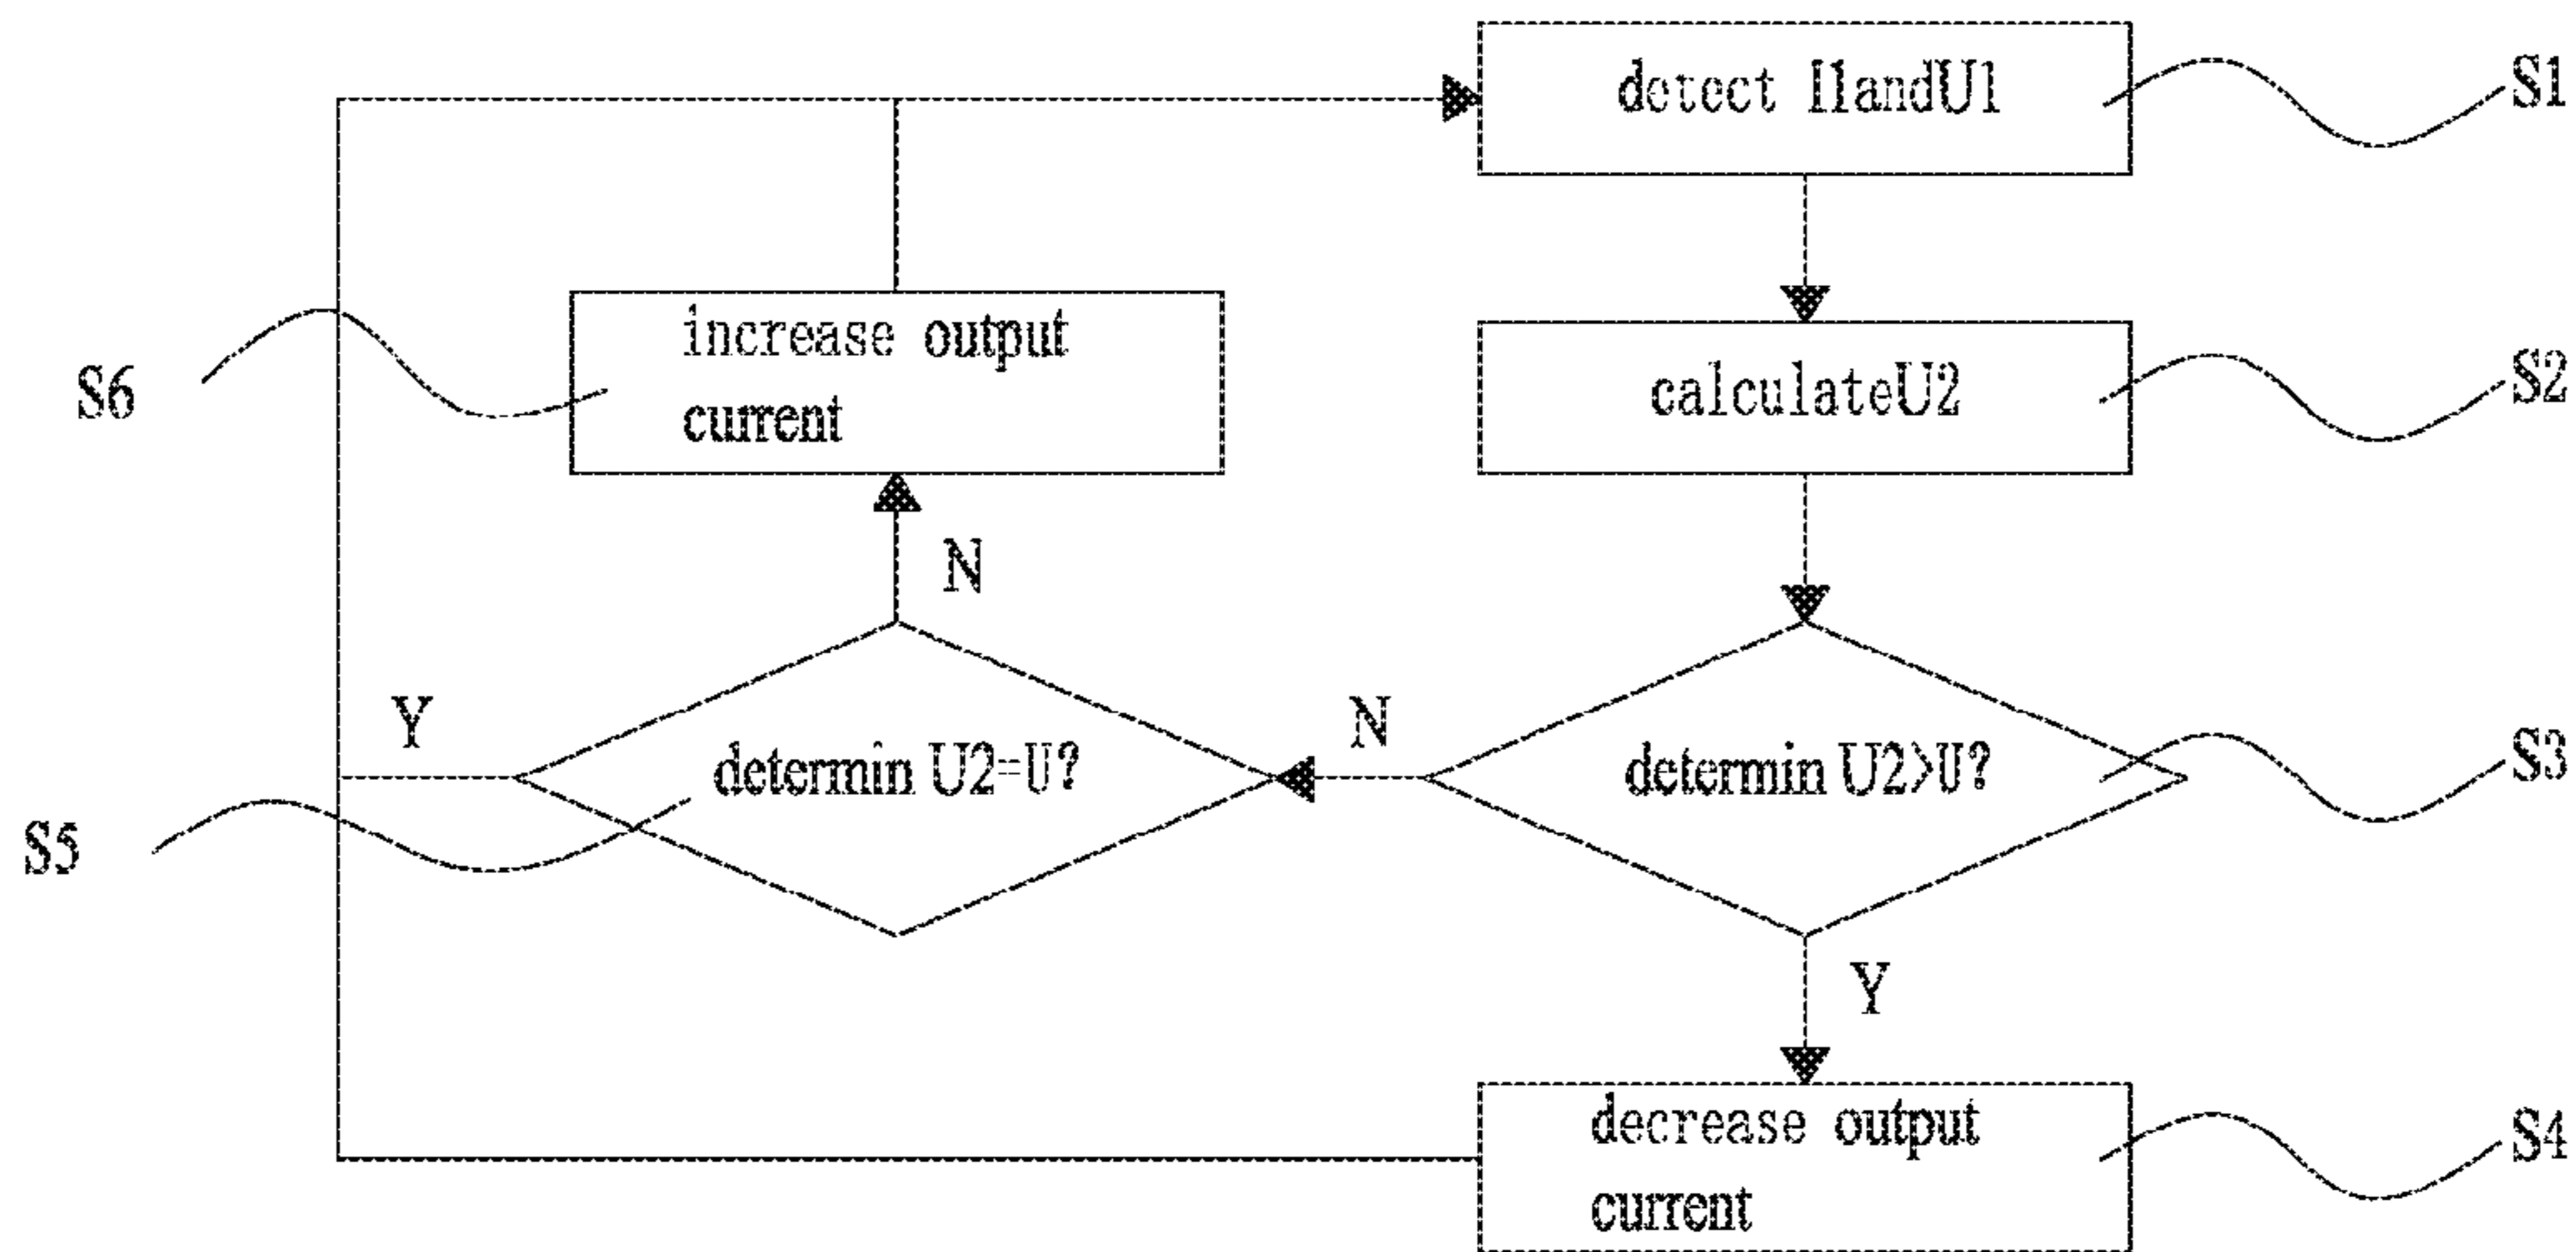 detect I1andU1
S1
increase output
current
S6
calculateU2
S2
N
Y
determin U2=U?
N
determin U2>U?
S3
S5
Y
decrease output
current
S4